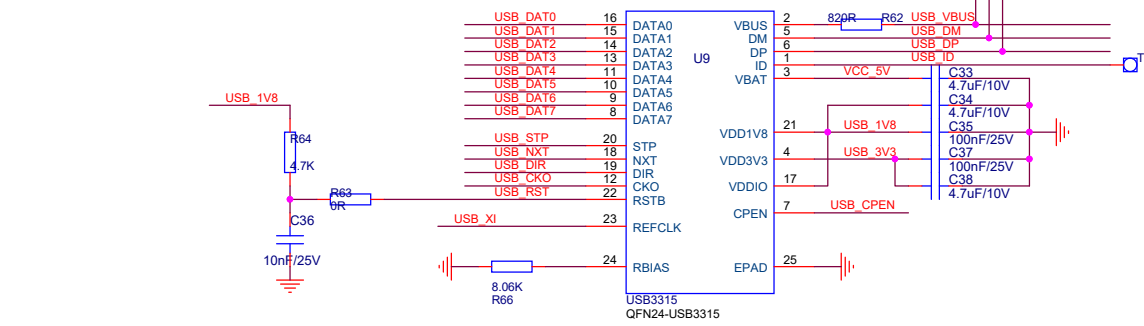 USB_DAT0 16 DATA0 VBUS 2 820R R62 USB_VBUS
USB_DAT1 15 DATA1 DM 5 USB_DM
USB_DAT2 14 DATA2 U9 DP 6 USB_DP
USB_DAT3 13 DATA3 ID 1 USB_ID T
USB_DAT4 11 DATA4 VBAT 3 VCC_5V C33
4.7uF/10V
USB_DAT5 10 DATA5
USB_DAT6 9 DATA6 C34
4.7uF/10V
USB_DAT7 8 DATA7
USB_1V8
VDD1V8 21 USB_1V8 C35
100nF/25V
R64
4.7K
USB_STP 20 STP
USB_NXT 18 NXT VDD3V3 4 USB_3V3 C37
100nF/25V
USB_DIR 19 DIR
USB_CKO 12 CKO VDDIO 17 C38
4.7uF/10V
R63
0R
USB_RST 22 RSTB
CPEN 7 USB_CPEN
C36
10nF/25V
USB_XI 23 REFCLK
24 RBIAS EPAD 25
8.06K
R66
USB3315
QFN24-USB3315